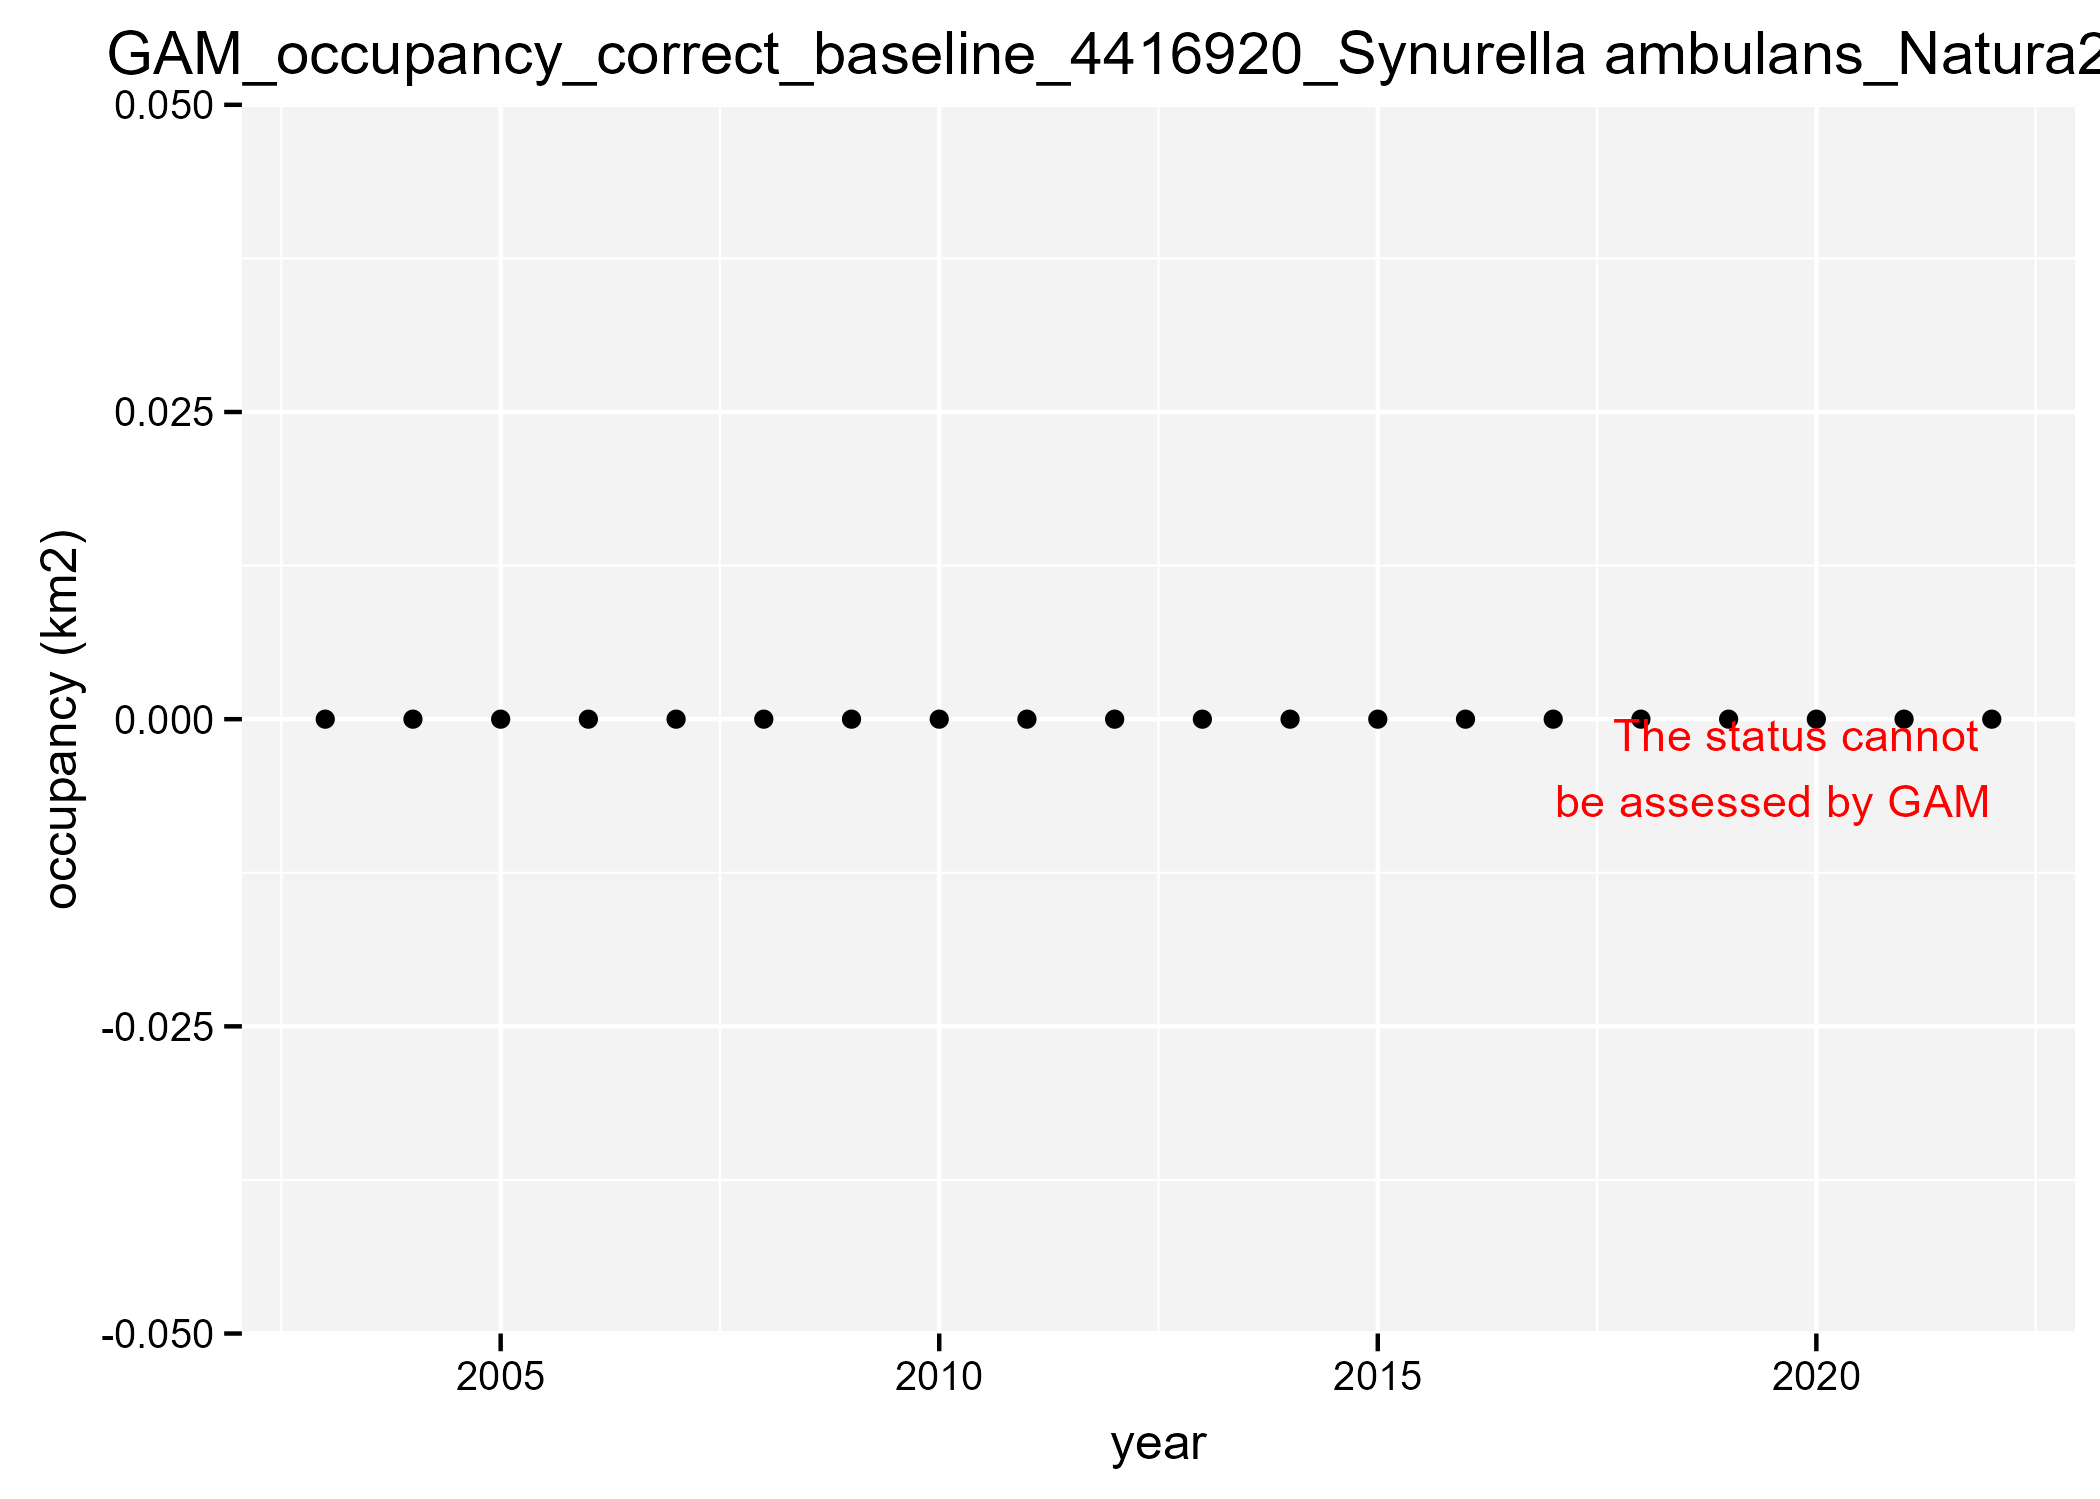 GAM_occupancy_correct_baseline_4416920_Synurella ambulans_Natura2
0.050
0.025
0.000
-0.025
-0.050
occupancy (km2)
The status cannot
be assessed by GAM
2005 2010 2015 2020
year